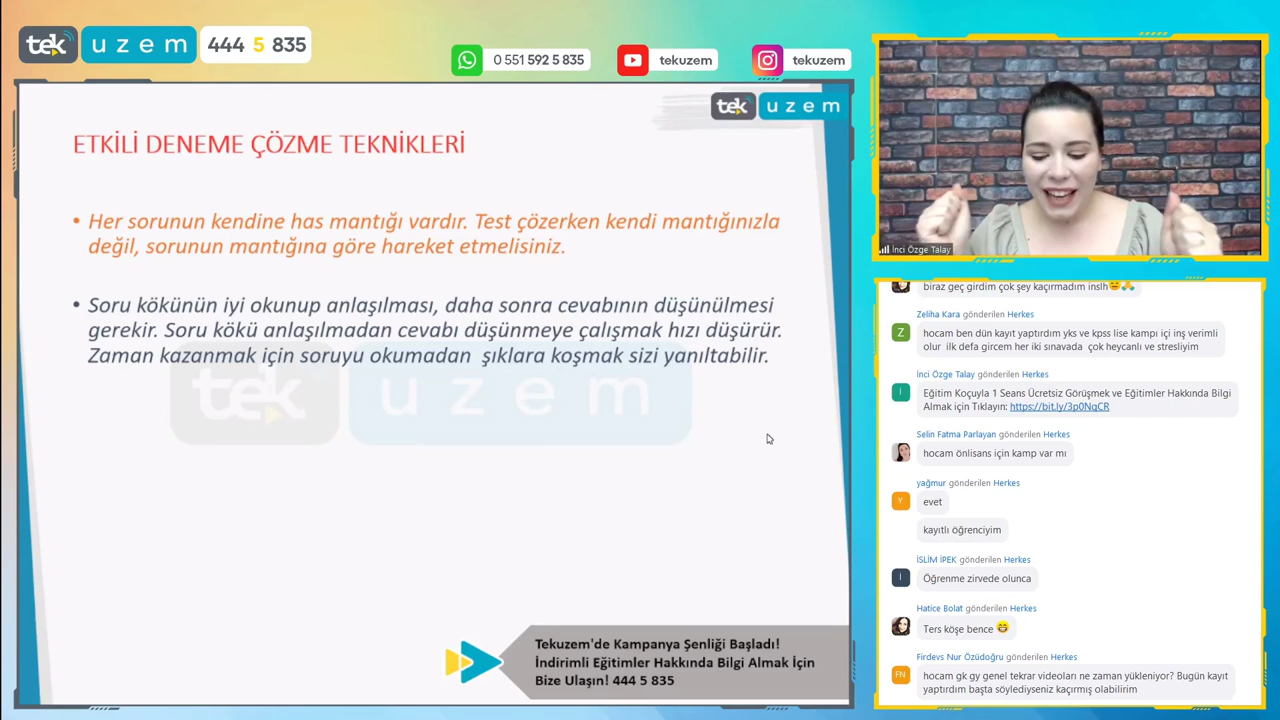 tek uzem 444 5 835
0 551 592 5 835
tekuzem
tekuzem
tek uzem
ETKİLİ DENEME ÇÖZME TEKNİKLERİ
• Her sorunun kendine has mantığı vardır. Test çözerken kendi mantığınızla
değil, sorunun mantığına göre hareket etmelisiniz.
• Soru kökünün iyi okunup anlaşılması, daha sonra cevabının düşünülmesi
gerekir. Soru kökü anlaşılmadan cevabı düşünmeye çalışmak hızı düşürür.
Zaman kazanmak için soruyu okumadan şıklara koşmak sizi yanıltabilir.
tek uzem
Tekuzem'de Kampanya Şenliği Başladı!
İndirimli Eğitimler Hakkında Bilgi Almak İçin
Bize Ulaşın! 444 5 835
İnci Özge Talay
biraz geç girdim çok şey kaçırmadım inslh😑🙏
Zeliha Kara gönderilen Herkes
Z
hocam ben dün kayıt yaptırdım yks ve kpss lise kampı içi inş verimli
olur ilk defa gircem her iki sınavada çok heycanlı ve stresliyim
İnci Özge Talay gönderilen Herkes
İ
Eğitim Koçuyla 1 Seans Ücretsiz Görüşmek ve Eğitimler Hakkında Bilgi
Almak için Tıklayın: https://bit.ly/3p0NqCR
Selin Fatma Parlayan gönderilen Herkes
hocam önlisans için kamp var mı
yağmur gönderilen Herkes
Y
evet
kayıtlı öğrenciyim
İSLİM İPEK gönderilen Herkes
İ
Öğrenme zirvede olunca
Hatice Bolat gönderilen Herkes
Ters köşe bence 😁
Firdevs Nur Özüdoğru gönderilen Herkes
FN
hocam gk gy genel tekrar videoları ne zaman yükleniyor? Bugün kayıt
yaptırdım başta söylediyseniz kaçırmış olabilirim